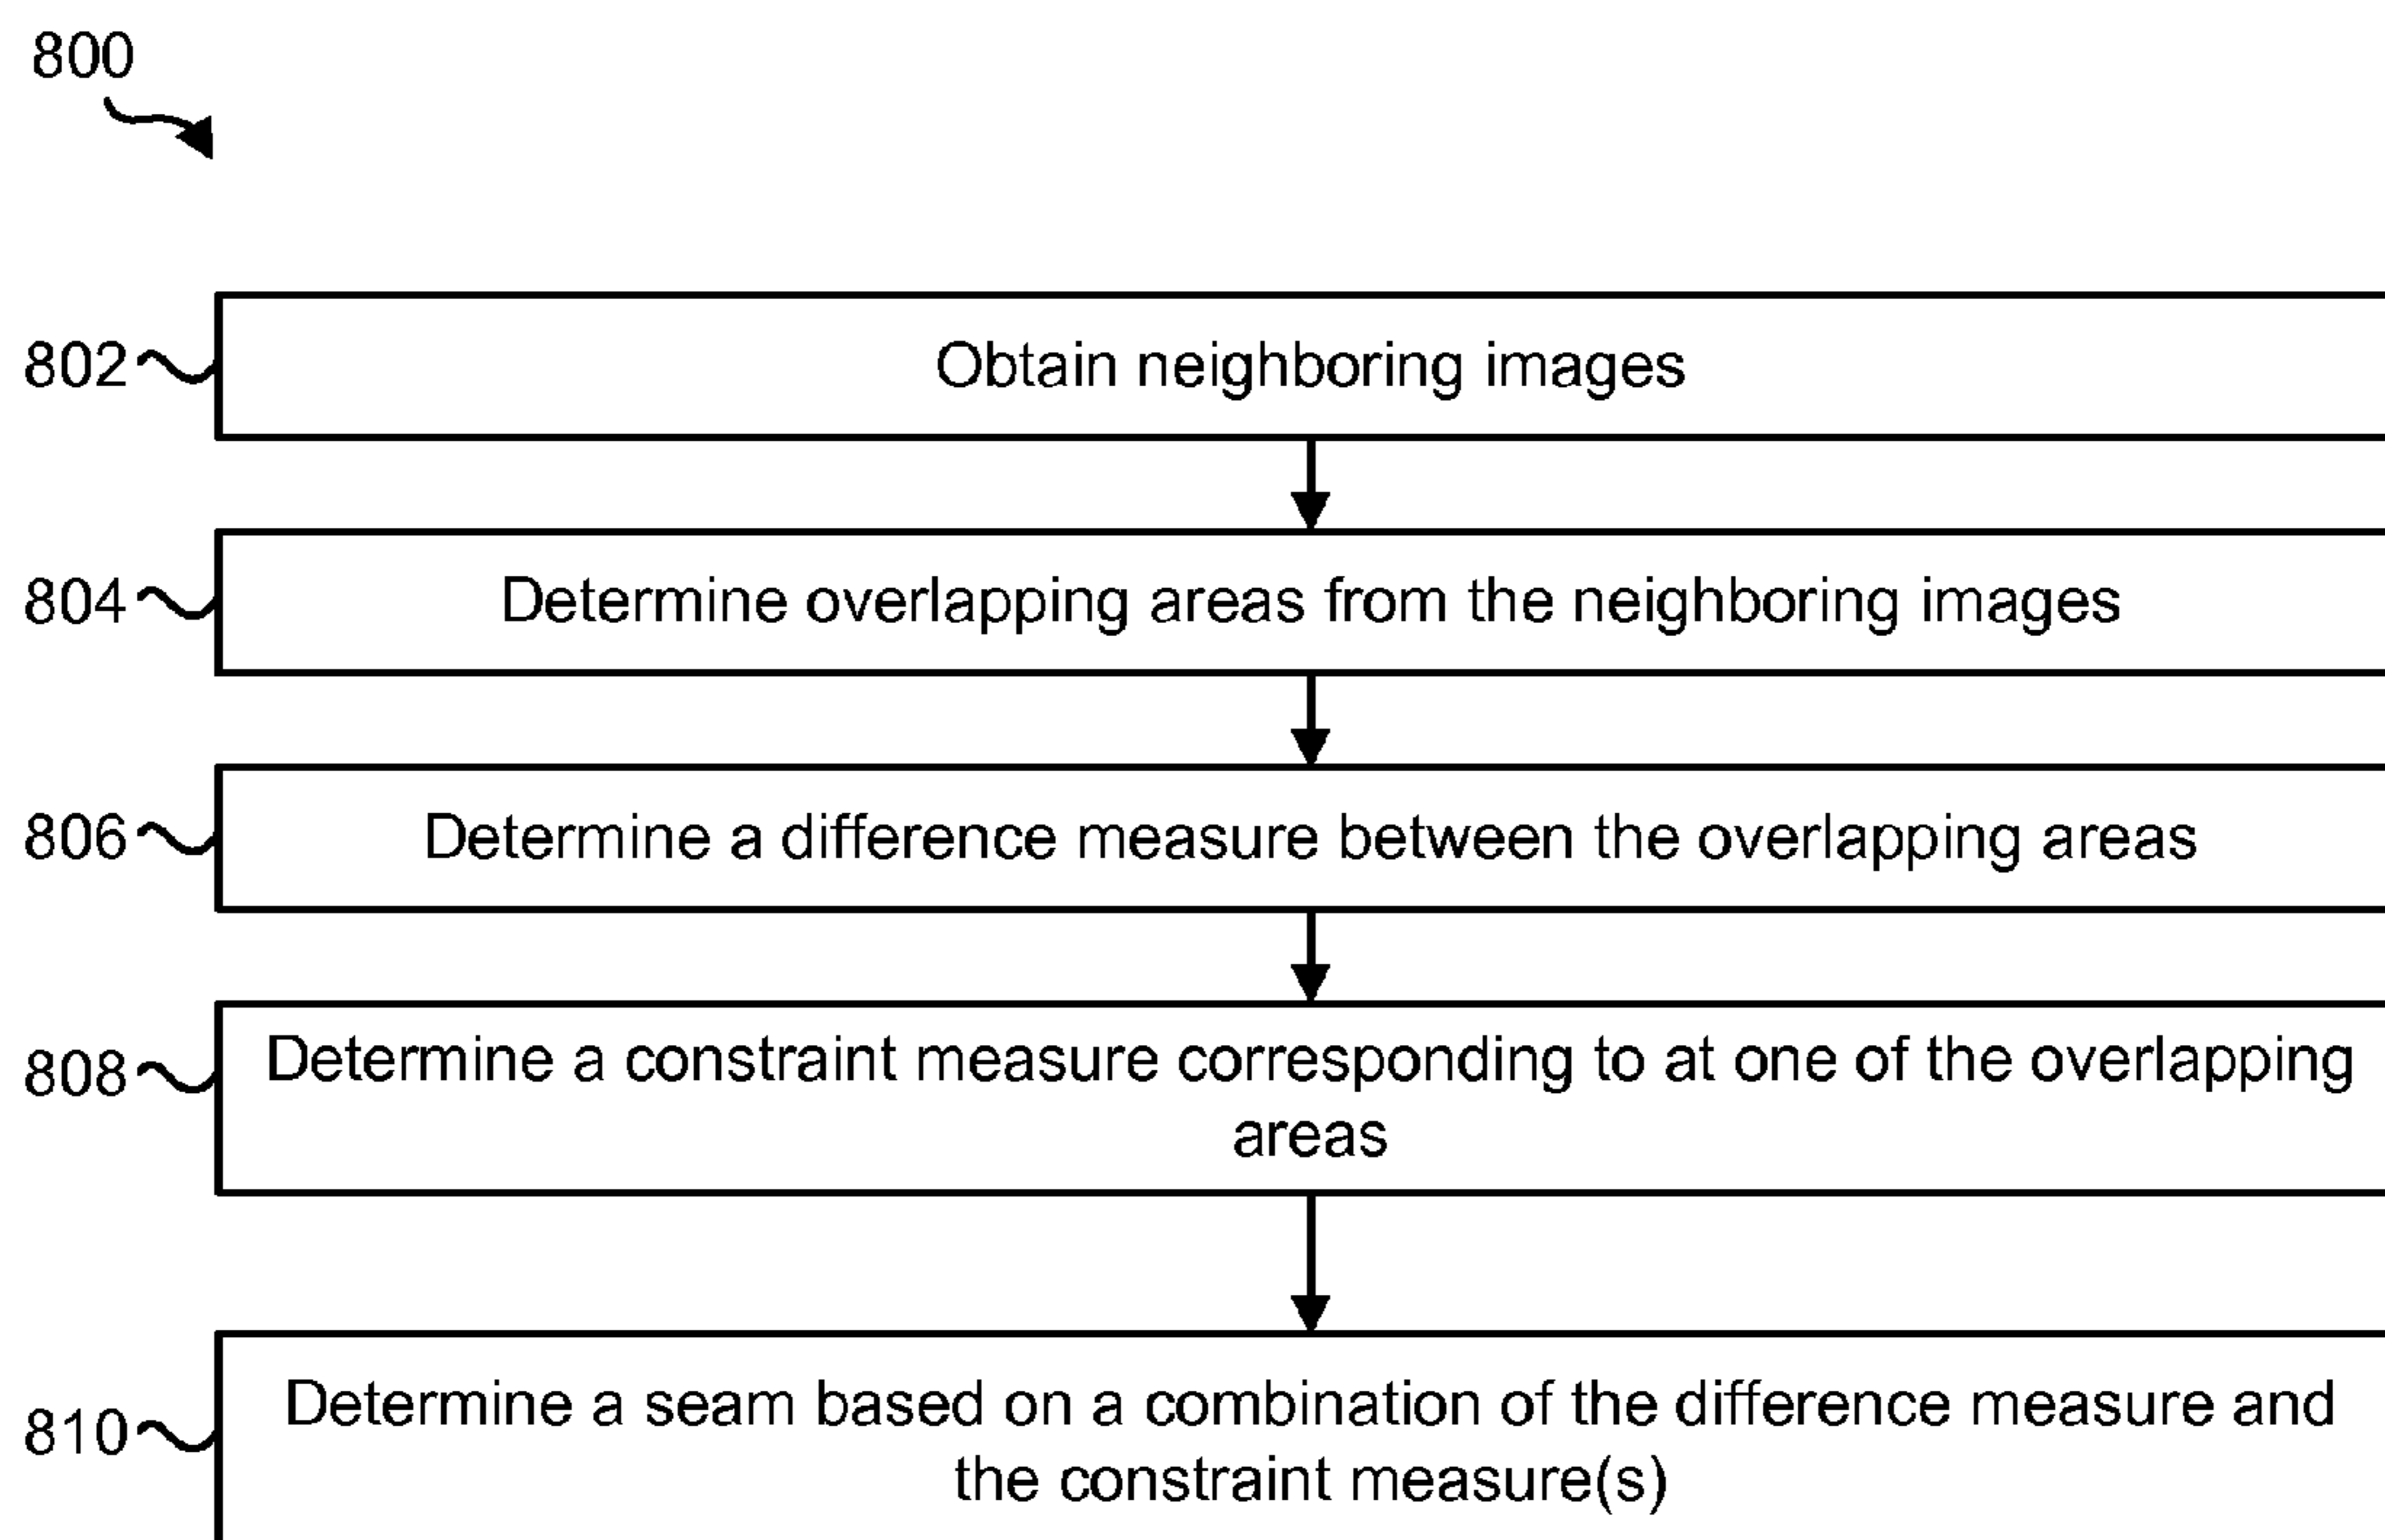 800
802
Obtain neighboring images
804
Determine overlapping areas from the neighboring images
806
Determine a difference measure between the overlapping areas
808
Determine a constraint measure corresponding to at one of the overlapping
areas
810
Determine a seam based on a combination of the difference measure and
the constraint measure(s)